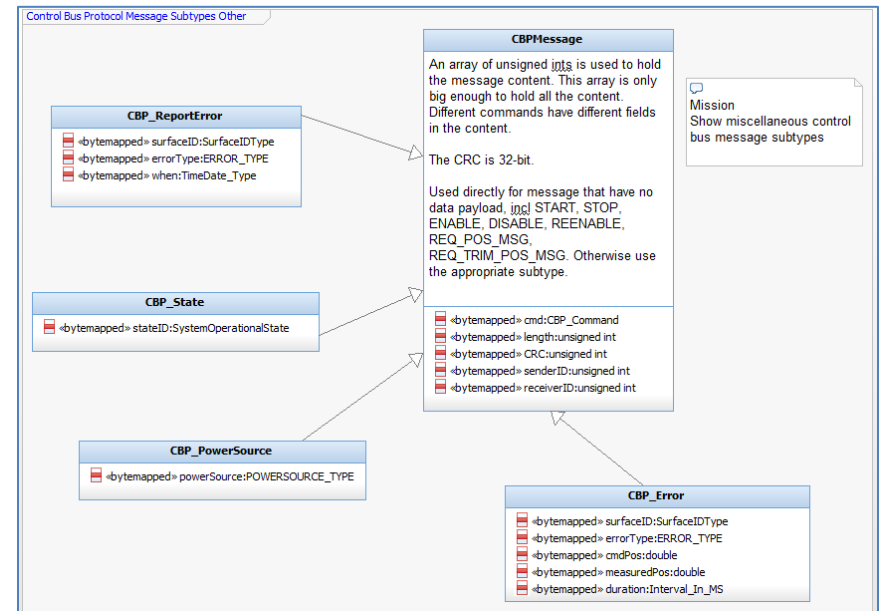 Control Bus Protocol Message Subtypes Other
CBPMessage
An array of unsigned ints is used to hold
the message content. This array is only
big enough to hold all the content.
Different commands have different fields
in the content.
The CRC is 32-bit.
Used directly for message that have no
data payload, incl START, STOP,
ENABLE, DISABLE, REENABLE,
REQ_POS_MSG,
REQ_TRIM_POS_MSG. Otherwise use
the appropriate subtype.
«bytemapped» cmd:CBP_Command
«bytemapped» length:unsigned int
«bytemapped» CRC:unsigned int
«bytemapped» senderID:unsigned int
«bytemapped» receiverID:unsigned int
Mission
Show miscellaneous control
bus message subtypes
CBP_ReportError
«bytemapped» surfaceID:SurfaceIDType
«bytemapped» errorType:ERROR_TYPE
«bytemapped» when:TimeDate_Type
CBP_State
«bytemapped» stateID:SystemOperationalState
CBP_PowerSource
«bytemapped» powerSource:POWERSOURCE_TYPE
CBP_Error
«bytemapped» surfaceID:SurfaceIDType
«bytemapped» errorType:ERROR_TYPE
«bytemapped» cmdPos:double
«bytemapped» measuredPos:double
«bytemapped» duration:Interval_In_MS